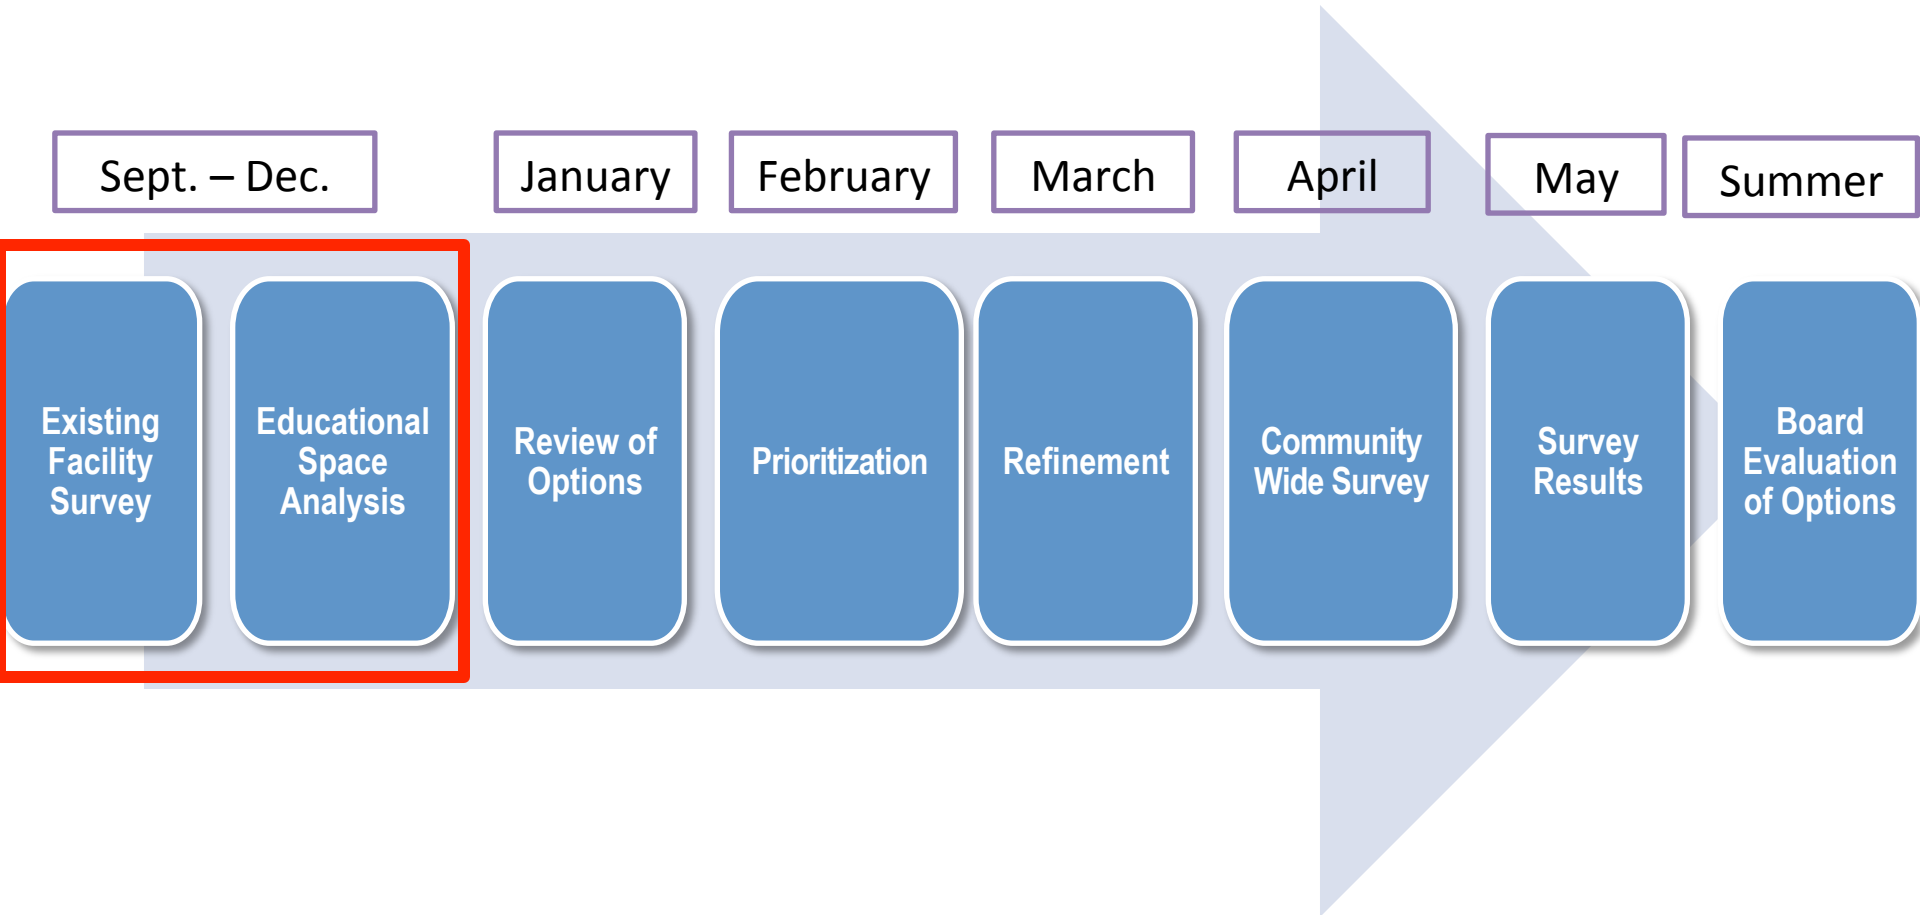 Sept. – Dec.
January
February
March
April
May
Summer
Existing
Facility
Survey
Educational
Space
Analysis
Review of
Options
Prioritization
Refinement
Community
Wide Survey
Survey
Results
Board
Evaluation
of Options